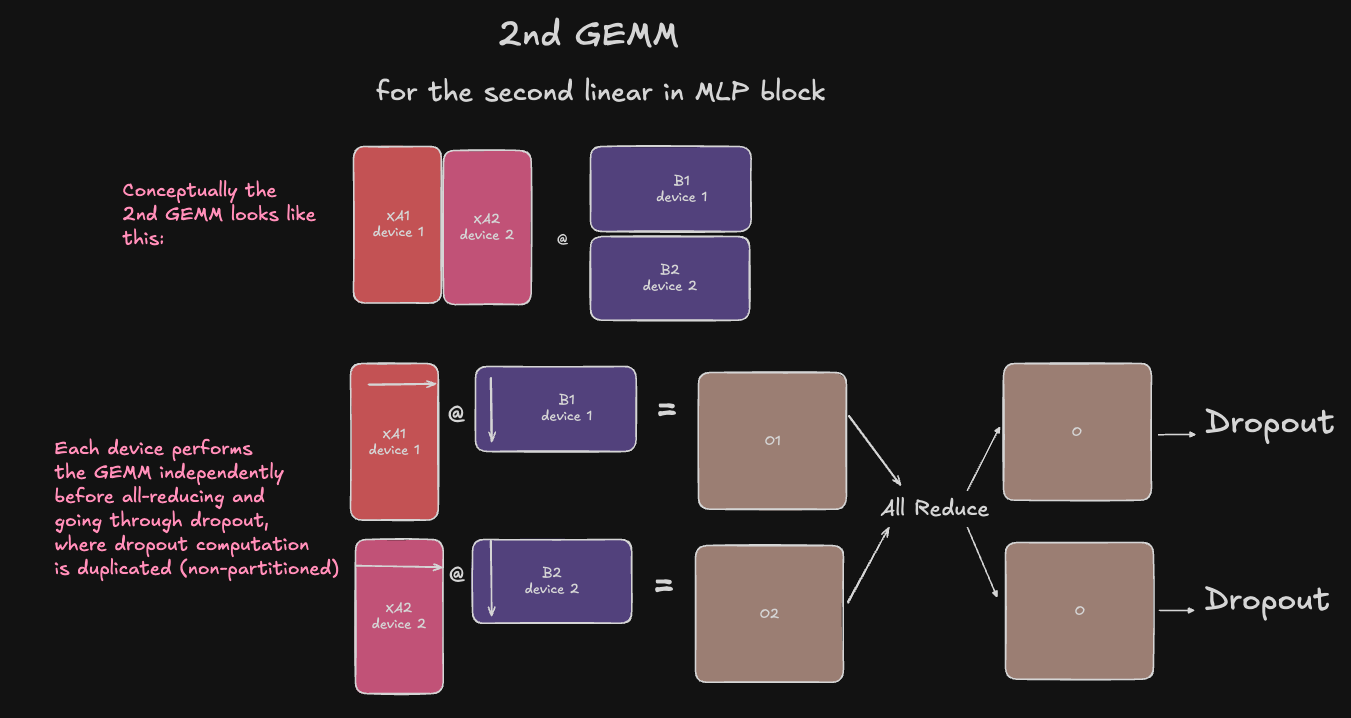 2nd GEMM
for the second linear in MLP block
Conceptually the
2nd GEMM looks like
this:
XA1
device 1
XA2
device 2
@
B1
device 1
B2
device 2
Each device performs
the GEMM independently
before all-reducing and
going through dropout,
where dropout computation
is duplicated (non-partitioned)
XA1
device 1
@
B1
device 1
=
O1
XA2
device 2
@
B2
device 2
=
O2
All Reduce
O
Dropout
O
Dropout